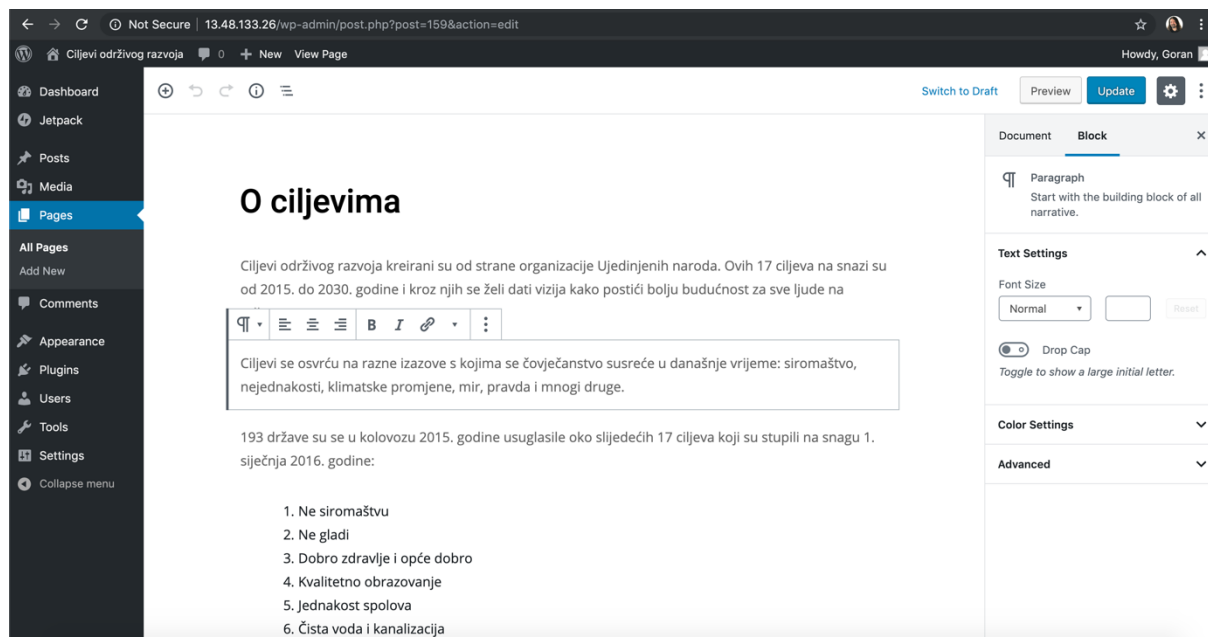 Not Secure | 13.48.133.26/wp-admin/post.php?post=159&action=edit
Ciljevi održivog razvoja 0 + New View Page Howdy, Goran
Dashboard
Jetpack
Posts
Media
Pages
All Pages
Add New
Comments
Appearance
Plugins
Users
Tools
Settings
Collapse menu
Switch to Draft Preview Update
O ciljevima
Ciljevi održivog razvoja kreirani su od strane organizacije Ujedinjenih naroda. Ovih 17 ciljeva na snazi su
od 2015. do 2030. godine i kroz njih se želi dati vizija kako postići bolju budućnost za sve ljude na
B I
Ciljevi se osvrću na razne izazove s kojima se čovječanstvo susreće u današnje vrijeme: siromaštvo,
nejednakosti, klimatske promjene, mir, pravda i mnogi druge.
193 države su se u kolovozu 2015. godine usuglasile oko slijedećih 17 ciljeva koji su stupili na snagu 1.
siječnja 2016. godine:
1. Ne siromaštvu
2. Ne gladi
3. Dobro zdravlje i opće dobro
4. Kvalitetno obrazovanje
5. Jednakost spolova
6. Čista voda i kanalizacija
Document Block
Paragraph
Start with the building block of all
narrative.
Text Settings
Font Size
Normal Reset
Drop Cap
Toggle to show a large initial letter.
Color Settings
Advanced